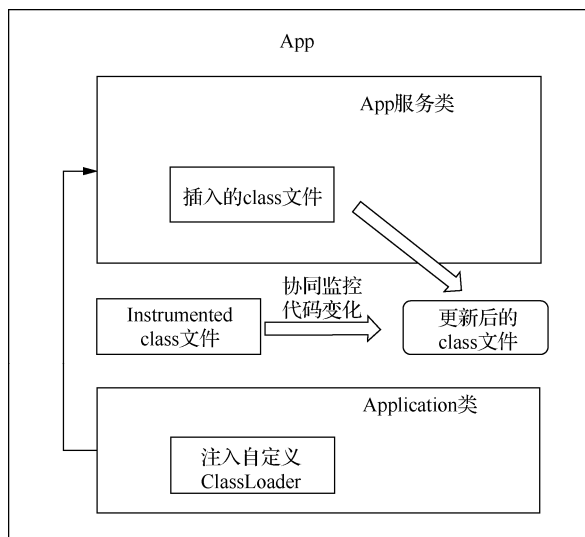 App
App服务类
插入的class文件
协同监控
代码变化
Instrumented
class文件
更新后的
class文件
Application类
注入自定义
ClassLoader